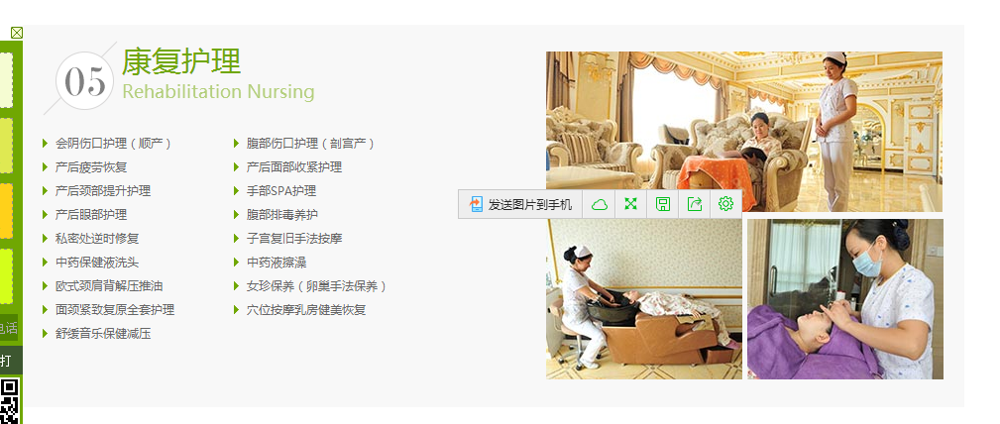 05
康复护理
Rehabilitation Nursing
会阴伤口护理（顺产）
腹部伤口护理（剖宫产）
产后疲劳恢复
产后面部收紧护理
产后颈部提升护理
手部SPA护理
产后眼部护理
腹部排毒养护
私密处逆时修复
子宫复旧手法按摩
中药保健液洗头
中药液擦澡
欧式颈肩背解压推油
女珍保养（卵巢手法保养）
面颈紧致复原全套护理
穴位按摩乳房健美恢复
舒缓音乐保健减压
发送图片到手机
电话
打